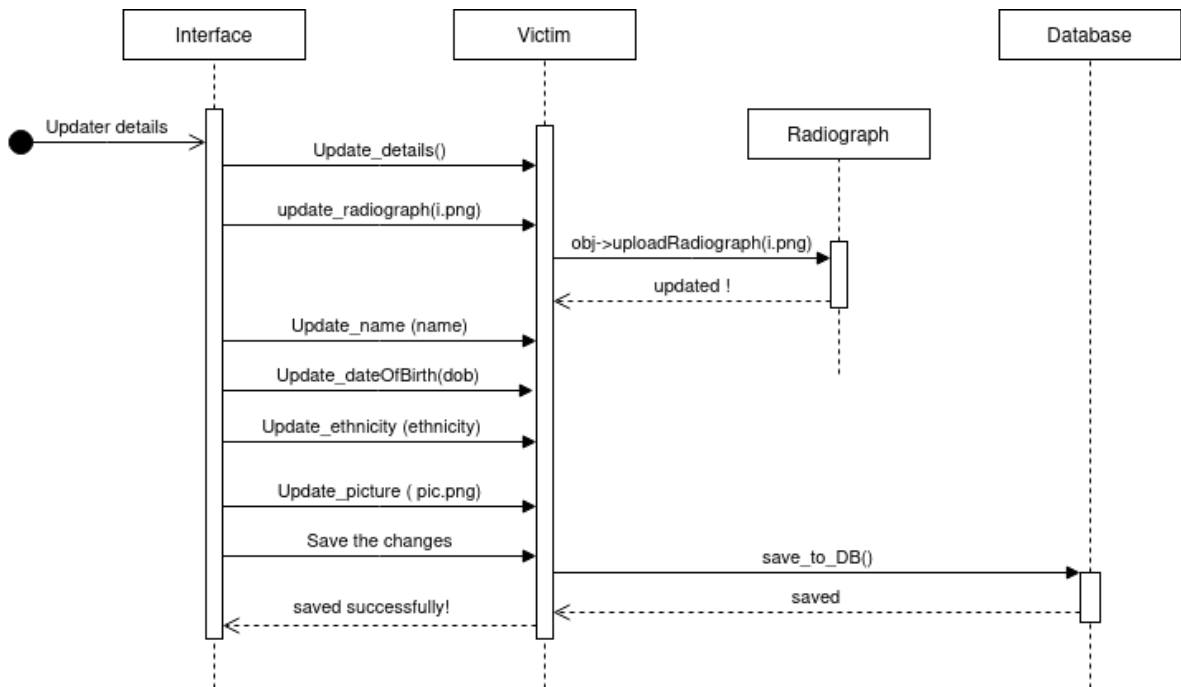 Interface
Victim
Database
Radiograph
Updater details
Update_details()
update_radiograph(i.png)
obj->uploadRadiograph(i.png)
updated !
Update_name (name)
Update_dateOfBirth(dob)
Update_ethnicity (ethnicity)
Update_picture ( pic.png)
Save the changes
save_to_DB()
saved
saved successfully!